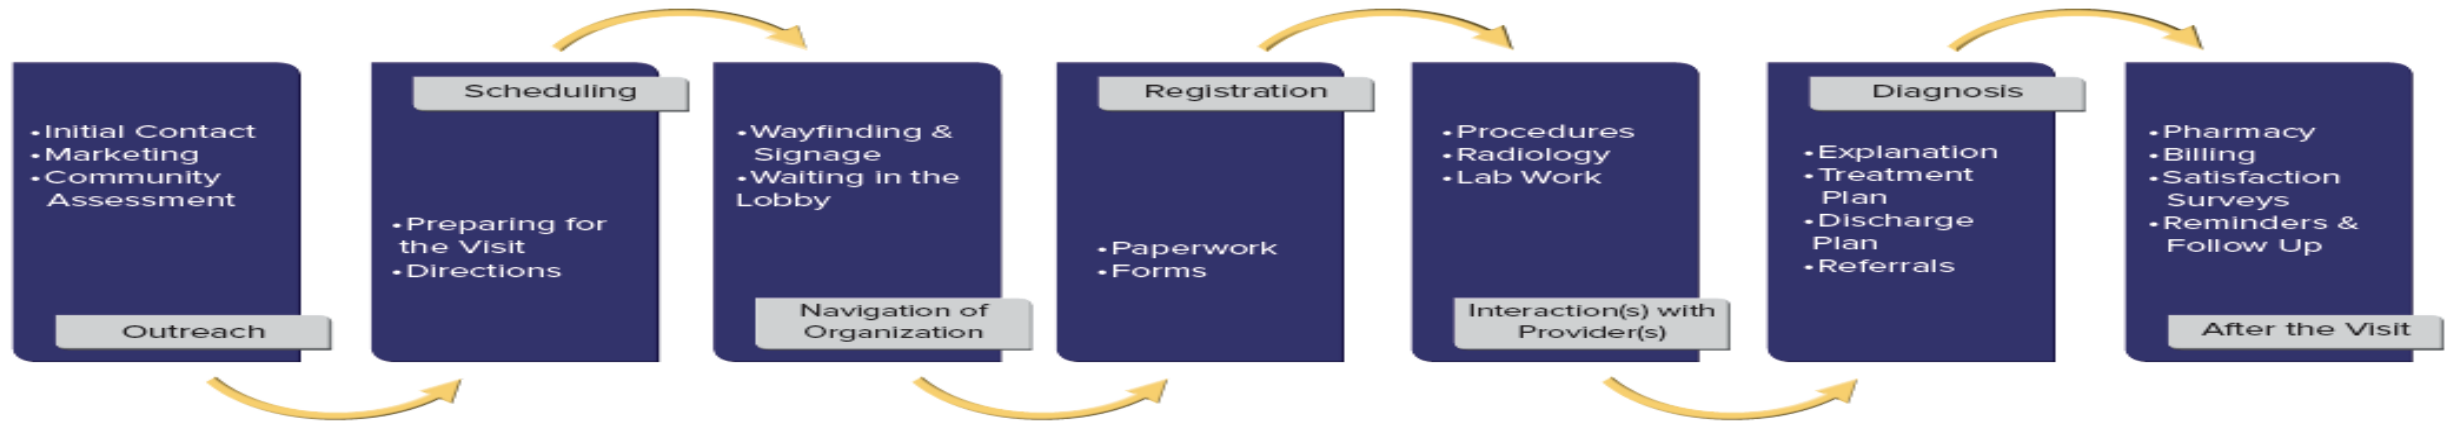 •Initial Contact
•Marketing
•Community
Assessment
Outreach
Scheduling
•Preparing for
the Visit
•Directions
•Wayfinding &
Signage
•Waiting in the
Lobby
Navigation of
Organization
Registration
•Paperwork
•Forms
•Procedures
•Radiology
•Lab Work
Interaction(s) with
Provider(s)
Diagnosis
•Explanation
•Treatment
Plan
•Discharge
Plan
•Referrals
•Pharmacy
•Billing
•Satisfaction
Surveys
•Reminders &
Follow Up
After the Visit